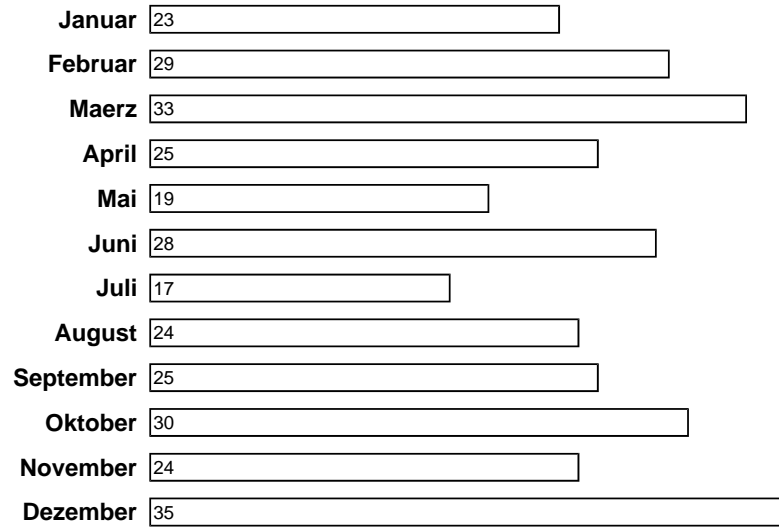 Januar 23
Februar 29
Maerz 33
April 25
Mai 19
Juni 28
Juli 17
August 24
September 25
Oktober 30
November 24
Dezember 35